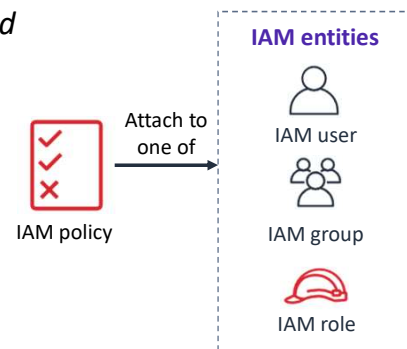 d
IAM entities
Attach to
one of
IAM user
IAM policy
IAM group
IAM role